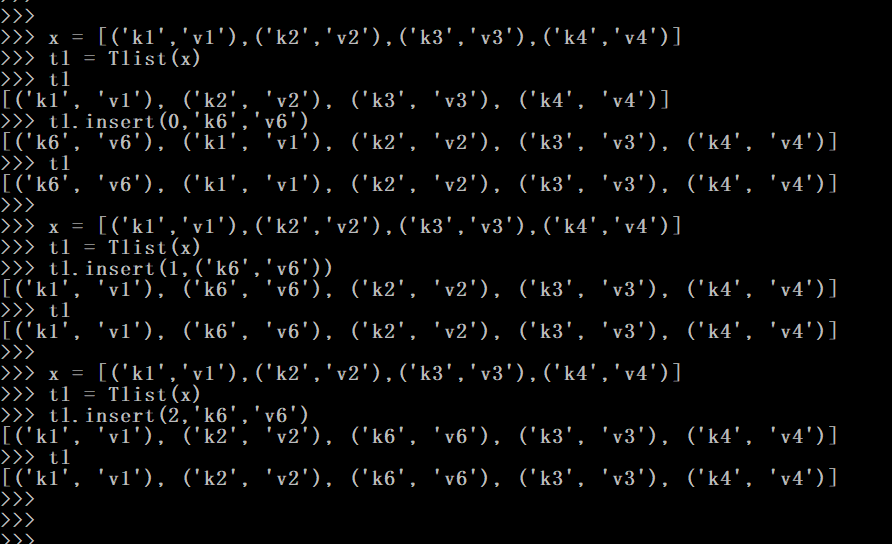 >>>
>>>
>>> x = [('k1','v1'),('k2','v2'),('k3','v3'),('k4','v4')]
>>> tl = Tlist(x)
>>> tl
[('k1', 'v1'), ('k2', 'v2'), ('k3', 'v3'), ('k4', 'v4')]
>>> tl.insert(0,'k6','v6')
[('k6', 'v6'), ('k1', 'v1'), ('k2', 'v2'), ('k3', 'v3'), ('k4', 'v4')]
>>> tl
[('k6', 'v6'), ('k1', 'v1'), ('k2', 'v2'), ('k3', 'v3'), ('k4', 'v4')]
>>>
>>> x = [('k1','v1'),('k2','v2'),('k3','v3'),('k4','v4')]
>>> tl = Tlist(x)
>>> tl.insert(1,('k6','v6'))
[('k1', 'v1'), ('k6', 'v6'), ('k2', 'v2'), ('k3', 'v3'), ('k4', 'v4')]
>>> tl
[('k1', 'v1'), ('k6', 'v6'), ('k2', 'v2'), ('k3', 'v3'), ('k4', 'v4')]
>>>
>>> x = [('k1','v1'),('k2','v2'),('k3','v3'),('k4','v4')]
>>> tl = Tlist(x)
>>> tl.insert(2,'k6','v6')
[('k1', 'v1'), ('k2', 'v2'), ('k6', 'v6'), ('k3', 'v3'), ('k4', 'v4')]
>>> tl
[('k1', 'v1'), ('k2', 'v2'), ('k6', 'v6'), ('k3', 'v3'), ('k4', 'v4')]
>>>
>>>
>>>